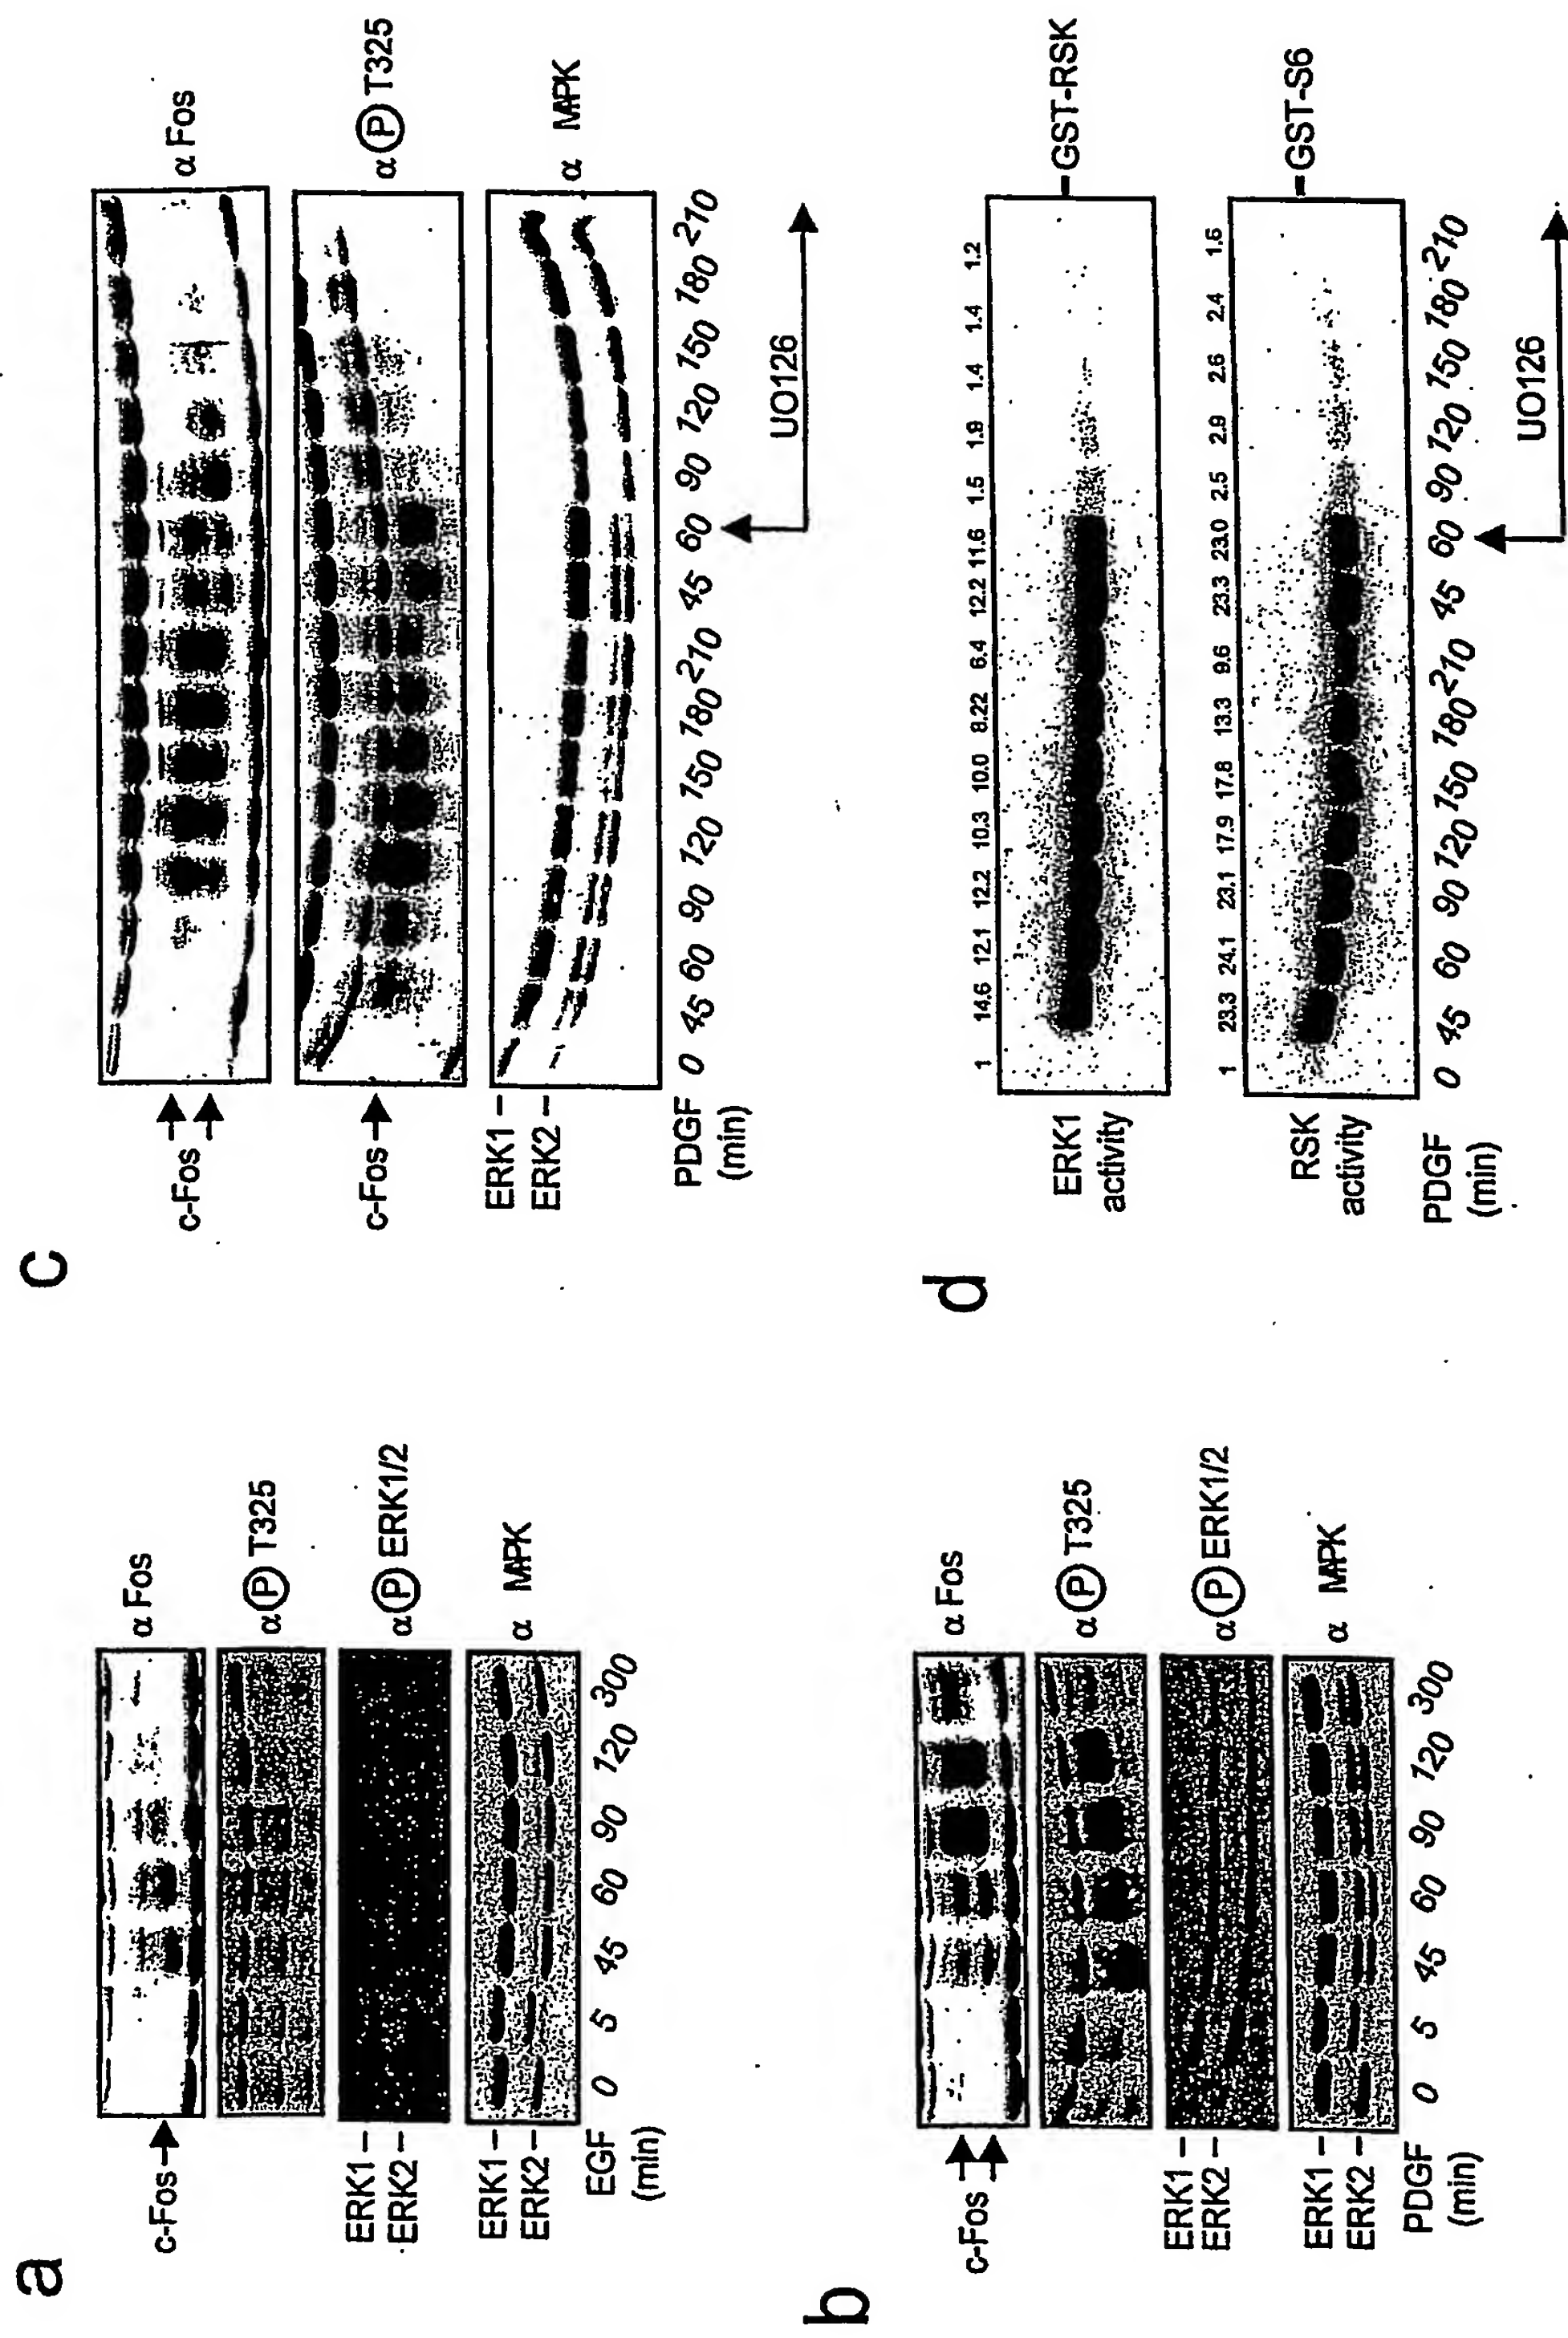 a
c-Fos
α Fos
α P T325
ERK1
ERK2
α P ERK1/2
ERK1
ERK2
α MAPK
EGF (min)
0 5 45 60 90 120 300
b
c-Fos
α Fos
α P T325
ERK1
ERK2
α P ERK1/2
ERK1
ERK2
α MAPK
PDGF (min)
0 5 45 60 90 120 300
c
c-Fos
α Fos
c-Fos
α P T325
ERK1
ERK2
α MAPK
PDGF (min)
0 45 60 90 120 150 180 210 45 60 90 120 150 180 210
UO126
d
1 14.6 12.1 12.2 10.3 10.0 8.22 6.4 12.2 11.6 1.5 1.9 1.4 1.4 1.2
ERK1 activity
GST-RSK
1 23.3 24.1 23.1 17.9 17.8 13.3 9.6 23.3 23.0 2.5 2.9 2.6 2.4 1.6
RSK activity
GST-S6
PDGF (min)
0 45 60 90 120 150 180 210 45 60 90 120 150 180 210
UO126